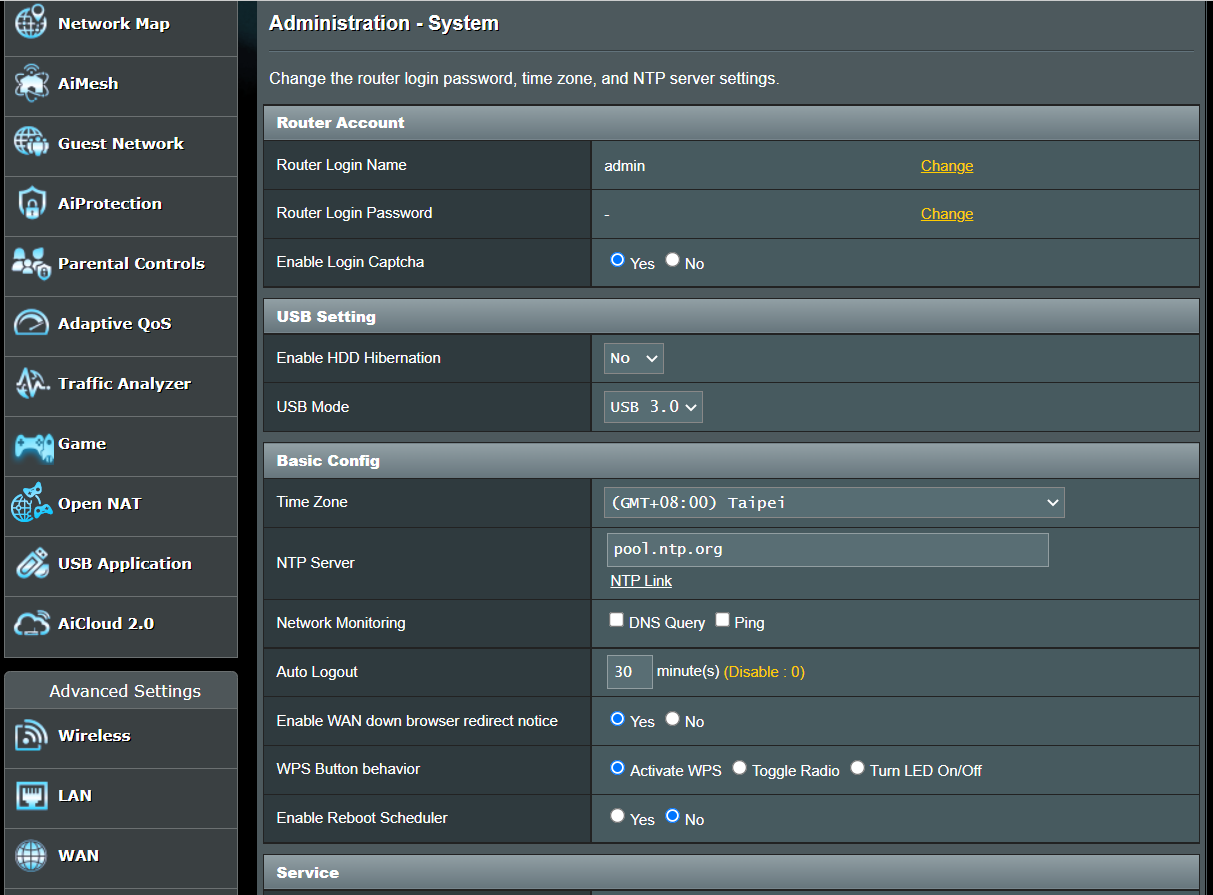 Network Map
AiMesh
Guest Network
AiProtection
Parental Controls
Adaptive QoS
Traffic Analyzer
Game
Open NAT
USB Application
AiCloud 2.0
Advanced Settings
Wireless
LAN
WAN
Administration - System
Change the router login password, time zone, and NTP server settings.
Router Account
Router Login Name admin Change
Router Login Password - Change
Enable Login Captcha Yes No
USB Setting
Enable HDD Hibernation No
USB Mode USB 3.0
Basic Config
Time Zone (GMT+08:00) Taipei
NTP Server pool.ntp.org
NTP Link
Network Monitoring DNS Query Ping
Auto Logout 30 minute(s) (Disable : 0)
Enable WAN down browser redirect notice Yes No
WPS Button behavior Activate WPS Toggle Radio Turn LED On/Off
Enable Reboot Scheduler Yes No
Service